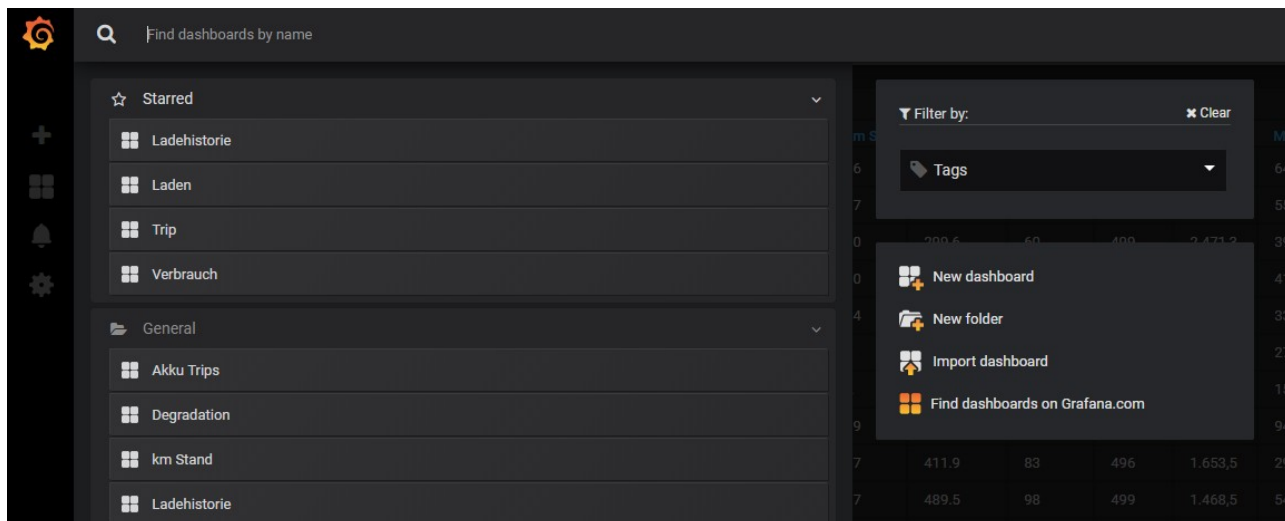 Find dashboards by name
Starred
Ladehistorie
Laden
Trip
Verbrauch
General
Akku Trips
Degradation
km Stand
Ladehistorie
Filter by:
Clear
Tags
New dashboard
New folder
Import dashboard
Find dashboards on Grafana.com
411.9 83 496 1.653,5
489.5 98 499 1.468,5